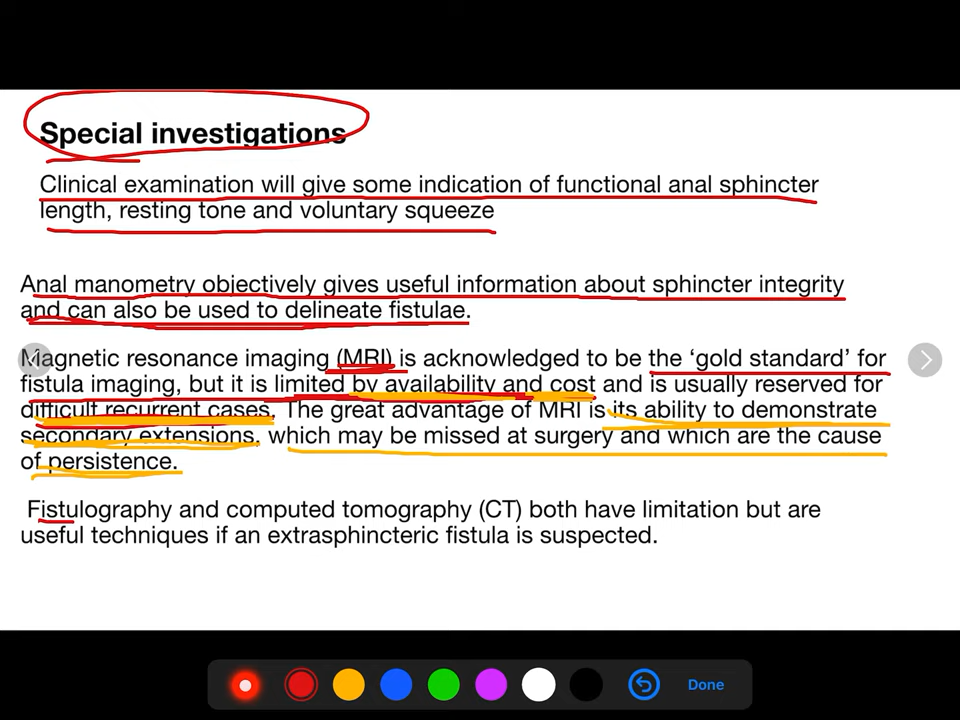 Special investigations
Clinical examination will give some indication of functional anal sphincter
length, resting tone and voluntary squeeze
Anal manometry objectively gives useful information about sphincter integrity
and can also be used to delineate fistulae.
Magnetic resonance imaging (MRI) is acknowledged to be the ‘gold standard’ for
fistula imaging, but it is limited by availability and cost and is usually reserved for
difficult recurrent cases. The great advantage of MRI is its ability to demonstrate
secondary extensions, which may be missed at surgery and which are the cause
of persistence.
Fistulography and computed tomography (CT) both have limitation but are
useful techniques if an extrasphincteric fistula is suspected.
Done